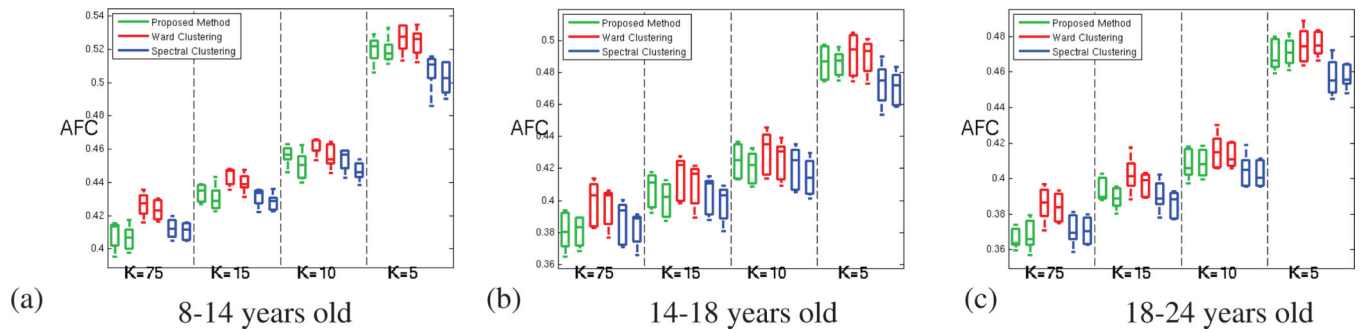 Proposed Method
Ward Clustering
Spectral Clustering
0.54
0.52
0.5
0.48
AFC
0.46
0.44
0.42
0.4
K=75 K=15 K=10 K=5
(a) 8-14 years old
Proposed Method
Ward Clustering
Spectral Clustering
0.5
0.48
0.46
AFC
0.44
0.42
0.4
0.38
0.36
K=75 K=15 K=10 K=5
(b) 14-18 years old
Proposed Method
Ward Clustering
Spectral Clustering
0.48
0.46
0.44
AFC
0.42
0.4
0.38
0.36
K=75 K=15 K=10 K=5
(c) 18-24 years old